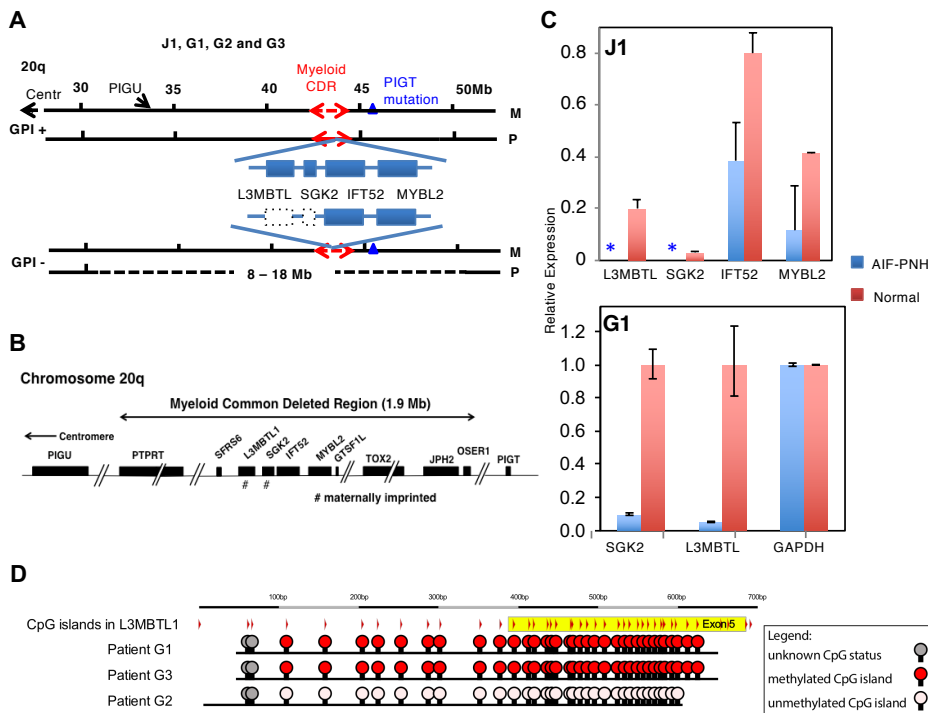 A
J1, G1, G2 and G3
20q
Centr
30
PIGU
35
40
Myeloid
CDR
45
PIGT
mutation
50Mb
M
GPI +
P
L3MBTL SGK2 IFT52 MYBL2
M
GPI -
8 – 18 Mb
P
B
Chromosome 20q
Myeloid Common Deleted Region (1.9 Mb)
Centromere
PIGU
PTPRT
SFRS6
L3MBTL1
SGK2
IFT52
MYBL2
GTSF1L
TOX2
JPH2
OSER1
PIGT
# #
# maternally imprinted
C
J1
0.8
0.6
0.4
0.2
0
* *
L3MBTL SGK2 IFT52 MYBL2
Relative Expression
AIF-PNH
Normal
G1
1.2
1.0
0.8
0.6
0.4
0.2
0.0
SGK2 L3MBTL GAPDH
D
100bp 200bp 300bp 400bp 500bp 600bp 700bp
CpG islands in L3MBTL1
Exon 5
Patient G1
Patient G3
Patient G2
Legend:
unknown CpG status
methylated CpG island
unmethylated CpG island